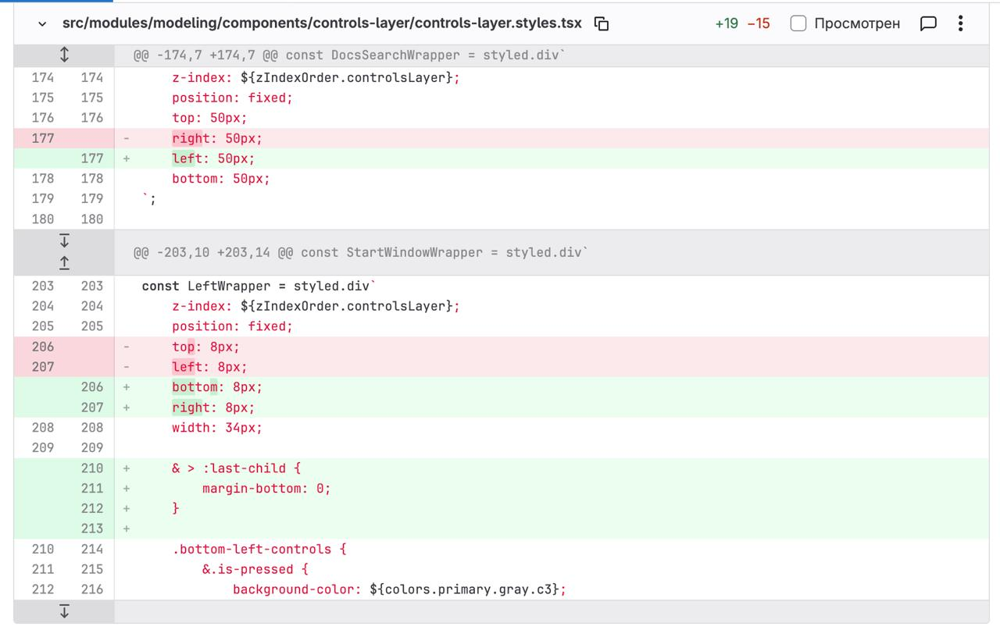 src/modules/modeling/components/controls-layer/controls-layer.styles.tsx +19 −15 Просмотрен
@@ -174,7 +174,7 @@ const DocsSearchWrapper = styled.div`
174 174 z-index: ${zIndexOrder.controlsLayer};
175 175 position: fixed;
176 176 top: 50px;
177 - right: 50px;
177 + left: 50px;
178 178 bottom: 50px;
179 179 `;
180 180
@@ -203,10 +203,14 @@ const StartWindowWrapper = styled.div`
203 203 const LeftWrapper = styled.div`
204 204 z-index: ${zIndexOrder.controlsLayer};
205 205 position: fixed;
206 - top: 8px;
207 - left: 8px;
206 + bottom: 8px;
207 + right: 8px;
208 208 width: 34px;
209 209
210 + & > :last-child {
211 + margin-bottom: 0;
212 + }
213 +
210 214 .bottom-left-controls {
211 215 &.is-pressed {
212 216 background-color: ${colors.primary.gray.c3};